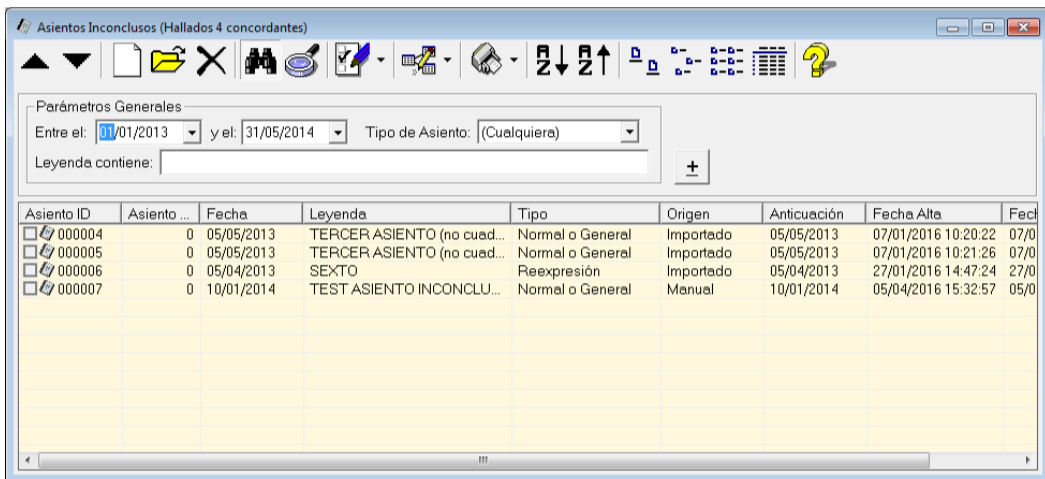 Asientos Inconclusos (Hallados 4 concordantes)
Parámetros Generales
Entre el: 01/01/2013 y el: 31/05/2014 Tipo de Asiento: (Cualquiera)
Leyenda contiene:
Asiento ID Asiento ... Fecha Leyenda Tipo Origen Anticuación Fecha Alta Fech
000004 0 05/05/2013 TERCER ASIENTO (no cuad... Normal o General Importado 05/05/2013 07/01/2016 10:20:22 07/0
000005 0 05/05/2013 TERCER ASIENTO (no cuad... Normal o General Importado 05/05/2013 07/01/2016 10:21:26 07/0
000006 0 05/04/2013 SEXTO Reexpresión Importado 05/04/2013 27/01/2016 14:47:24 27/0
000007 0 10/01/2014 TEST ASIENTO INCONCLU... Normal o General Manual 10/01/2014 05/04/2016 15:32:57 05/0